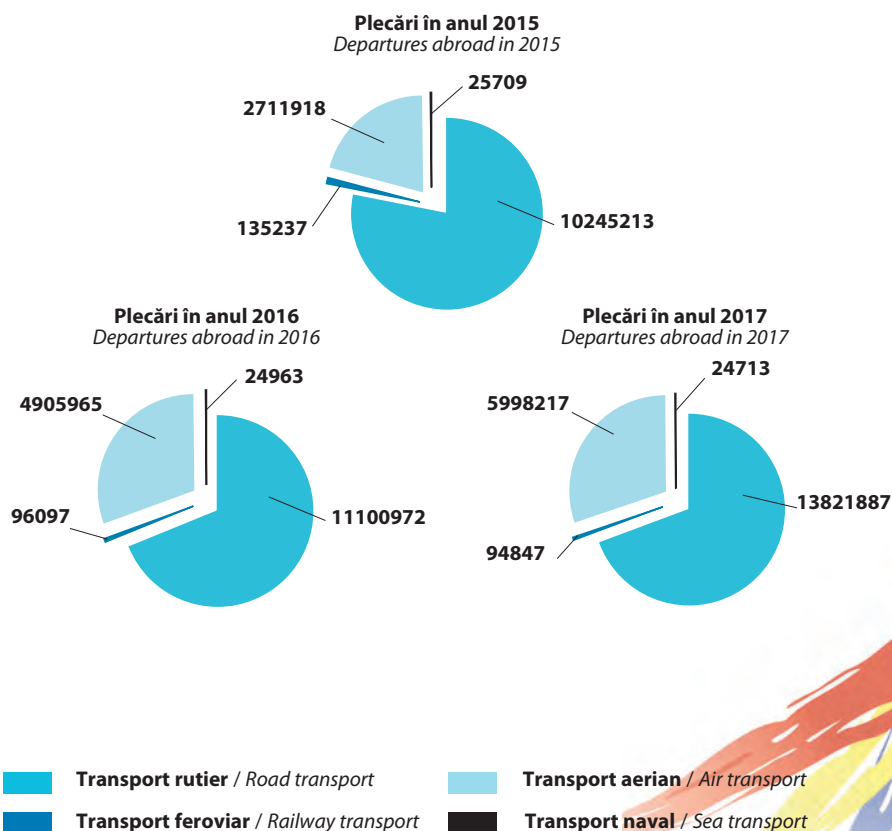 Plecări în anul 2015
Departures abroad in 2015
25709
2711918
135237
10245213
Plecări în anul 2016
Departures abroad in 2016
24963
4905965
96097
11100972
Plecări în anul 2017
Departures abroad in 2017
24713
5998217
13821887
94847
Transport rutier / Road transport
Transport aerian / Air transport
Transport feroviar / Railway transport
Transport naval / Sea transport